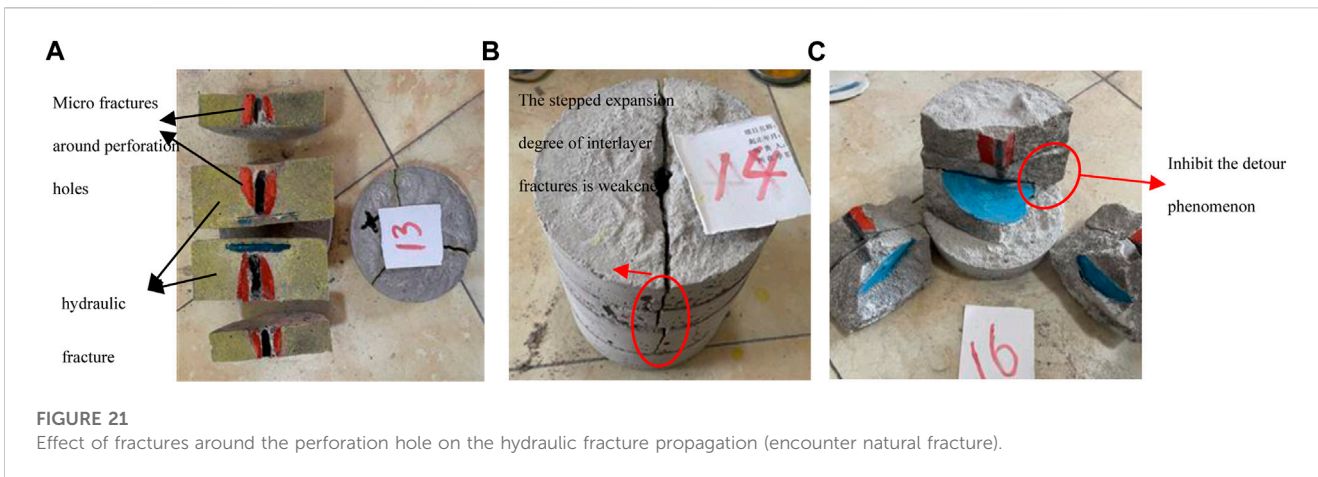 A
B
C
Micro fractures
around perforation
holes
hydraulic
fracture
13
The stepped expansion
degree of interlayer
fractures is weakene
14
16
Inhibit the detour
phenomenon
FIGURE 21
Effect of fractures around the perforation hole on the hydraulic fracture propagation (encounter natural fracture).